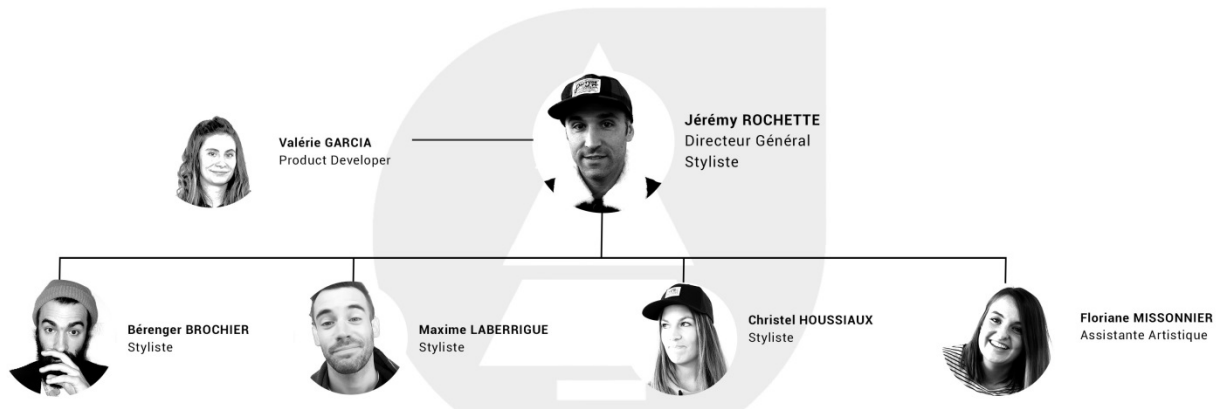 Valérie GARCIA
Product Developer
Jérémy ROCHETTE
Directeur Général
Styliste
Bérenger BROCHIER
Styliste
Maxime LABERRIGUE
Styliste
Christel HOUSSIAUX
Styliste
Floriane MISSONNIER
Assistante Artistique